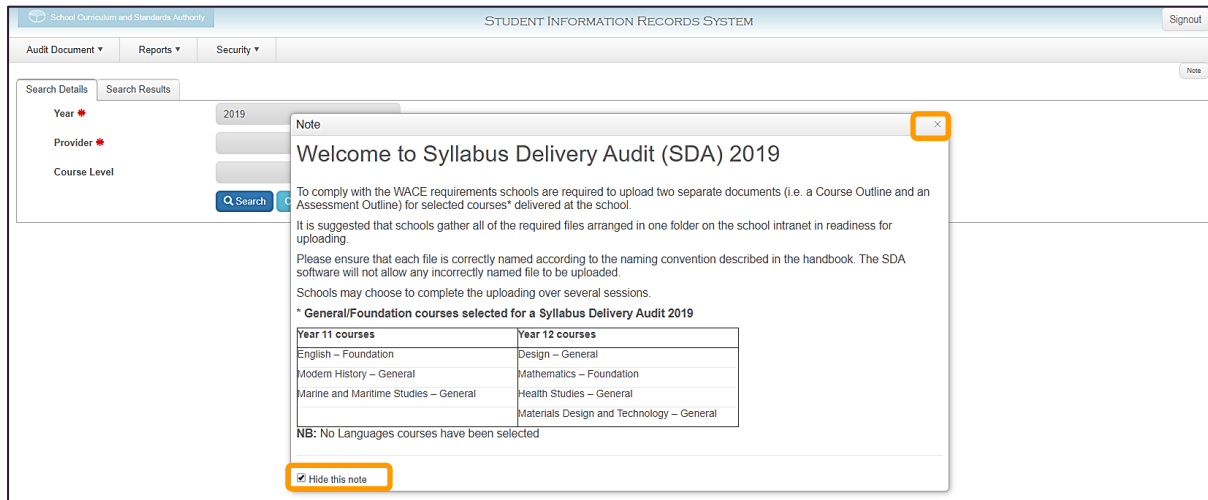 School Curriculum and Standards Authority
STUDENT INFORMATION RECORDS SYSTEM
Signout
Audit Document ▾
Reports ▾
Security ▾
Note
Search Details
Search Results
Year *
2019
Provider *
Course Level
Search
C
Note
×
Welcome to Syllabus Delivery Audit (SDA) 2019
To comply with the WACE requirements schools are required to upload two separate documents (i.e. a Course Outline and an
Assessment Outline) for selected courses* delivered at the school.
It is suggested that schools gather all of the required files arranged in one folder on the school intranet in readiness for
uploading.
Please ensure that each file is correctly named according to the naming convention described in the handbook. The SDA
software will not allow any incorrectly named file to be uploaded.
Schools may choose to complete the uploading over several sessions.
* General/Foundation courses selected for a Syllabus Delivery Audit 2019
Year 11 courses
Year 12 courses
English – Foundation
Design – General
Modern History – General
Mathematics – Foundation
Marine and Maritime Studies – General
Health Studies – General
Materials Design and Technology – General
NB: No Languages courses have been selected
Hide this note